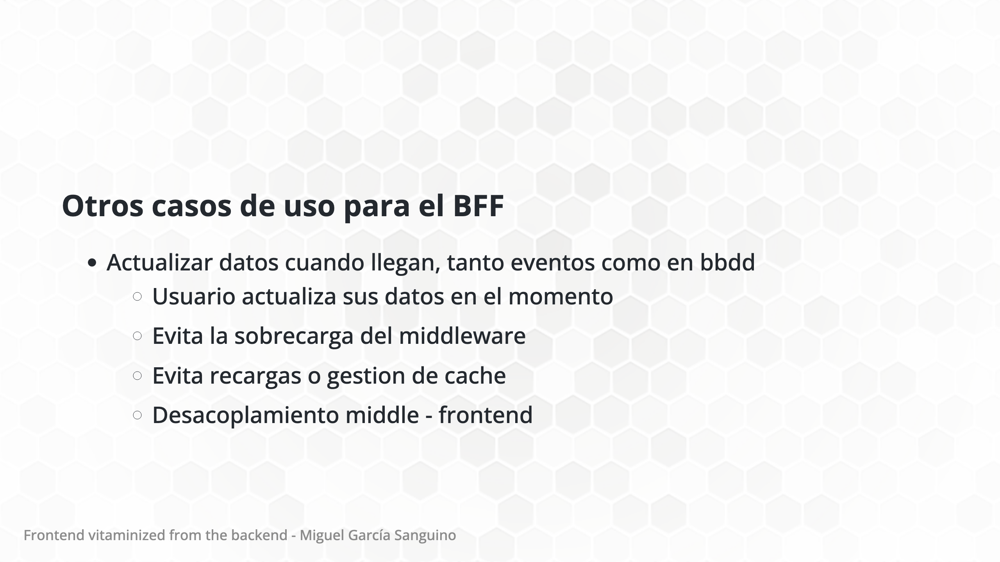 Otros casos de uso para el BFF
• Actualizar datos cuando llegan, tanto eventos como en bbdd
○ Usuario actualiza sus datos en el momento
○ Evita la sobrecarga del middleware
○ Evita recargas o gestion de cache
○ Desacoplamiento middle - frontend
Frontend vitaminized from the backend - Miguel García Sanguino